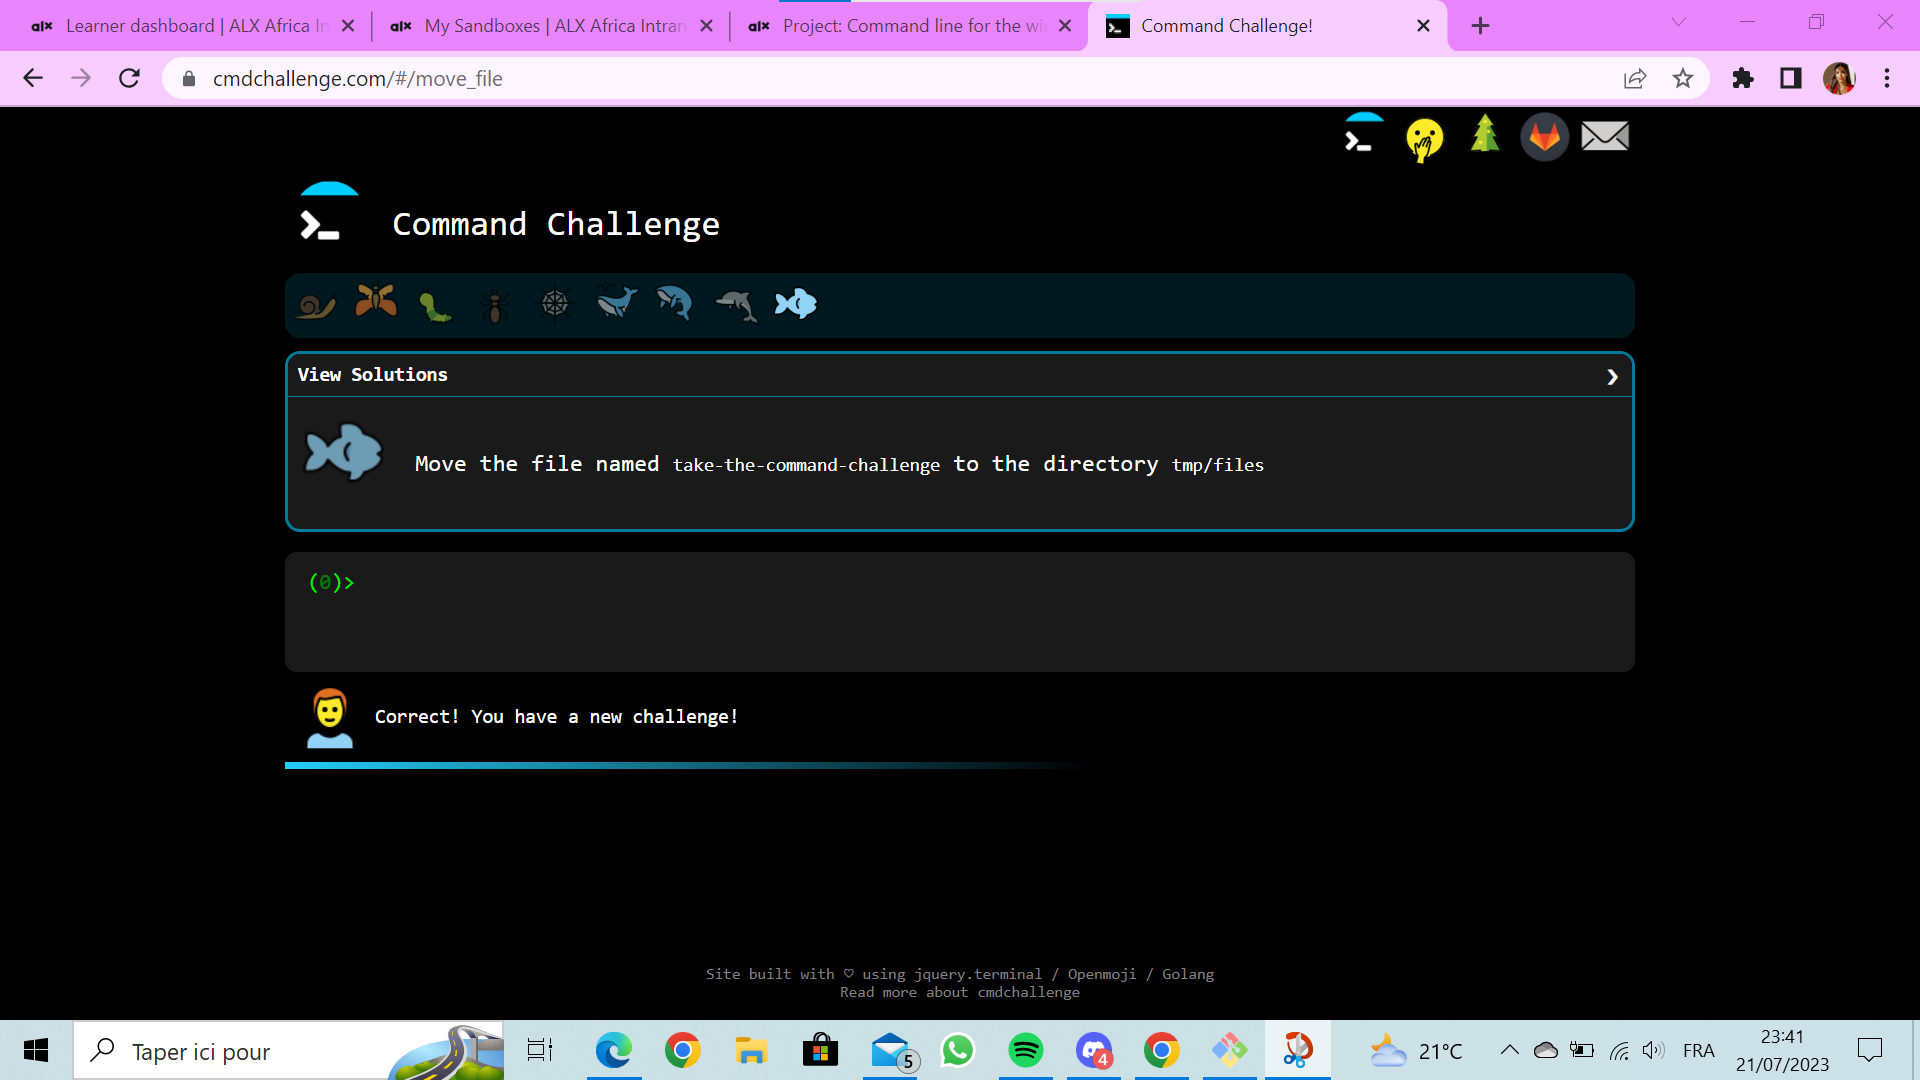 alx Learner dashboard | ALX Africa In
alx My Sandboxes | ALX Africa Intran
alx Project: Command line for the wi
Command Challenge!
cmdchallenge.com/#/move_file
Command Challenge
View Solutions
Move the file named take-the-command-challenge to the directory tmp/files
(0)>
Correct! You have a new challenge!
Site built with ♡ using jquery.terminal / Openmoji / Golang
Read more about cmdchallenge
Taper ici pour
5
4
21°C
FRA
23:41
21/07/2023